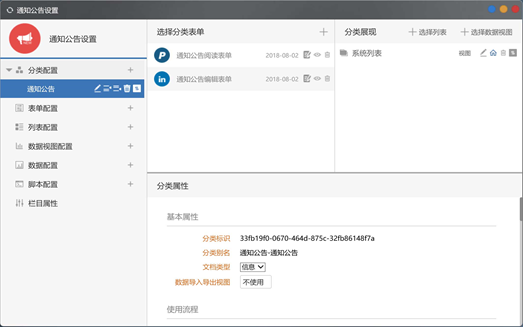 通知公告设置
通知公告设置
分类配置
通知公告
表单配置
列表配置
数据视图配置
数据配置
脚本配置
栏目属性
选择分类表单
通知公告阅读表单 2018-08-02
通知公告编辑表单 2018-08-02
分类展现 选择列表 选择数据视图
系统列表 视图
分类属性
基本属性
分类标识 33fb19f0-0670-464d-875c-32fb86148f7a
分类别名 通知公告-通知公告
文档类型 信息
数据导入导出视图 不使用
使用流程